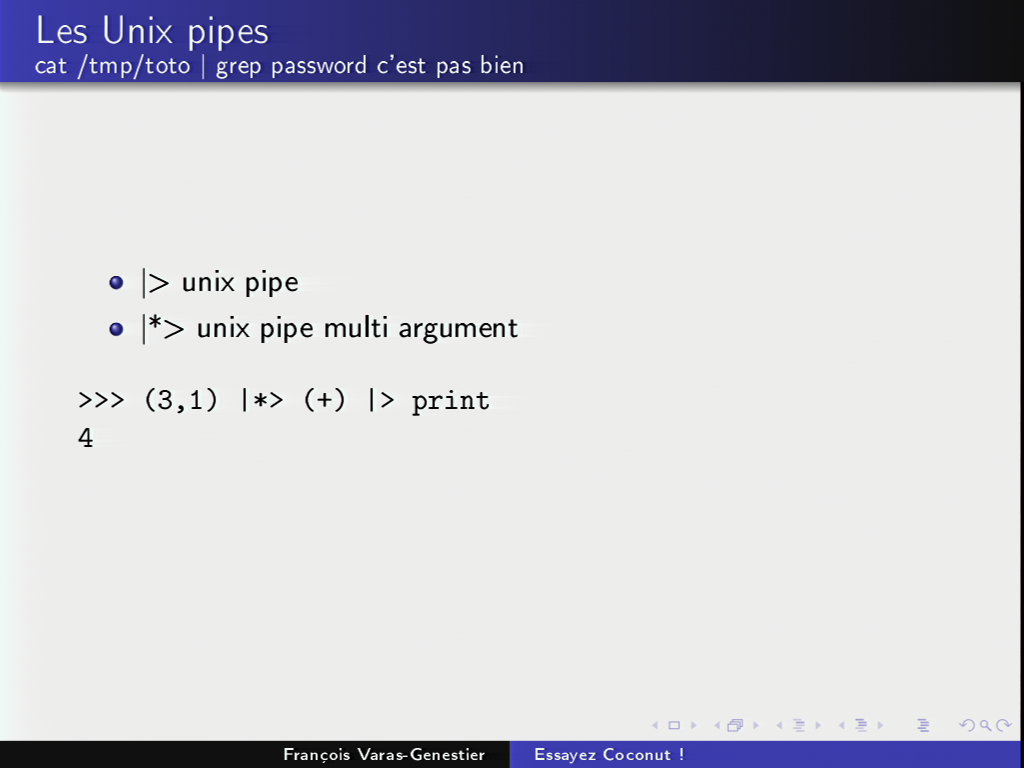 Les Unix pipes
cat /tmp/toto | grep password c'est pas bien
|> unix pipe
|*> unix pipe multi argument
>>> (3,1) |*> (+) |> print
4
François Varas-Genestier
Essayez Coconut !